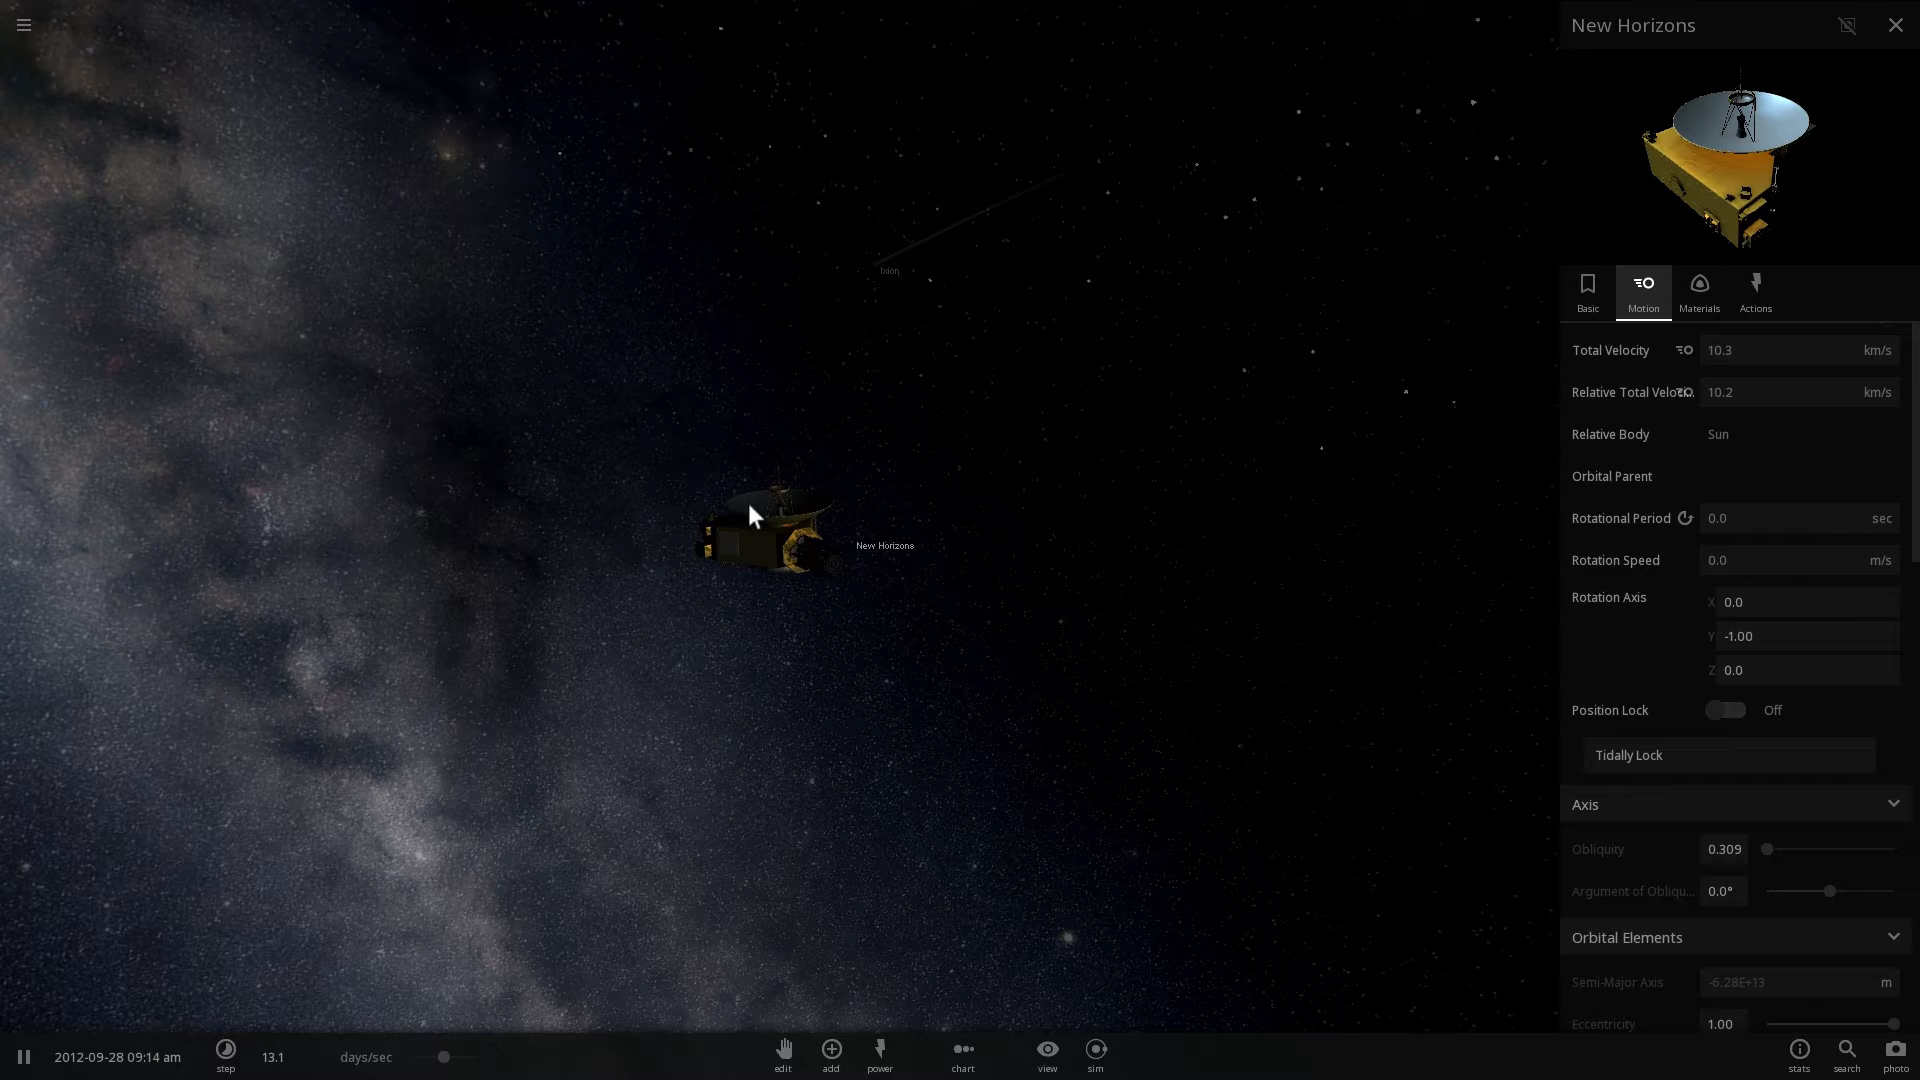 New Horizons
Ixion
New Horizons
Basic
Motion
Materials
Actions
Total Velocity 10.3 km/s
Relative Total Veloci... 10.2 km/s
Relative Body Sun
Orbital Parent
Rotational Period 0.0 sec
Rotation Speed 0.0 m/s
Rotation Axis X 0.0
Y -1.00
Z 0.0
Position Lock Off
Tidally Lock
Axis
Obliquity 0.309
Argument of Obliqu... 0.0°
Orbital Elements
Semi-Major Axis -6.28E+13 m
Eccentricity 1.00
2012-09-28 09:14 am
step
13.1 days/sec
edit
add
power
chart
view
sim
stats
search
photo